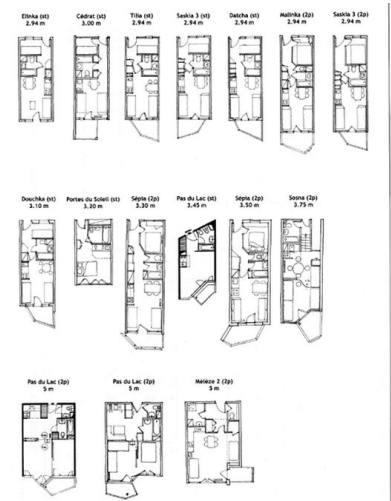 Elinka (st)
2.94 m
Cédrat (st)
3.00 m
Tilia (st)
2.94 m
Saskia 3 (st)
2.94 m
Datcha (st)
2.94 m
Malinka (2p)
2.94 m
Saskia 3 (2p)
2.94 m
Douchka (st)
3.10 m
Portes du Soleil (st)
3.20 m
Sépia (2p)
3.30 m
Pas du Lac (st)
3.45 m
Sépia (2p)
3.50 m
Sosna (2p)
3.75 m
Pas du Lac (2p)
5 m
Pas du Lac (2p)
5 m
Mélèze 2 (2p)
5 m